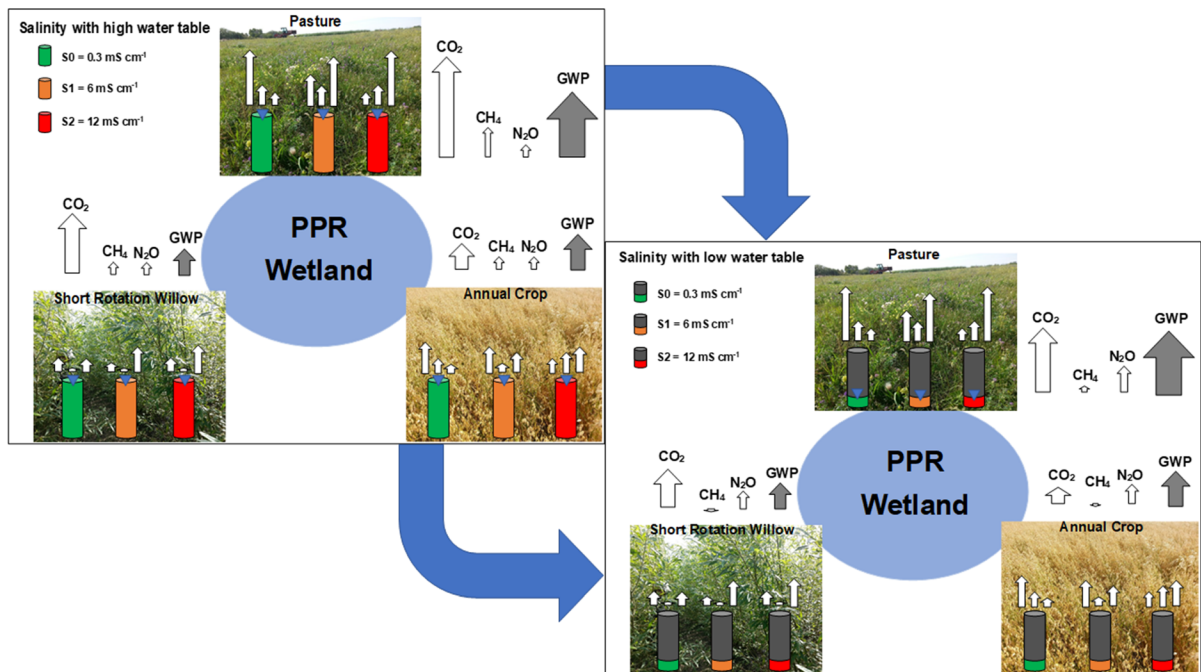 Salinity with high water table
S0 = 0.3 mS cm⁻¹
S1 = 6 mS cm⁻¹
S2 = 12 mS cm⁻¹
Pasture
CO₂
CH₄
N₂O
GWP
CO₂
CH₄
N₂O
GWP
PPR
Wetland
CO₂
CH₄
N₂O
GWP
Short Rotation Willow
Annual Crop
Salinity with low water table
S0 = 0.3 mS cm⁻¹
S1 = 6 mS cm⁻¹
S2 = 12 mS cm⁻¹
Pasture
CO₂
CH₄
N₂O
GWP
CO₂
CH₄
N₂O
GWP
PPR
Wetland
CO₂
CH₄
N₂O
GWP
Short Rotation Willow
Annual Crop